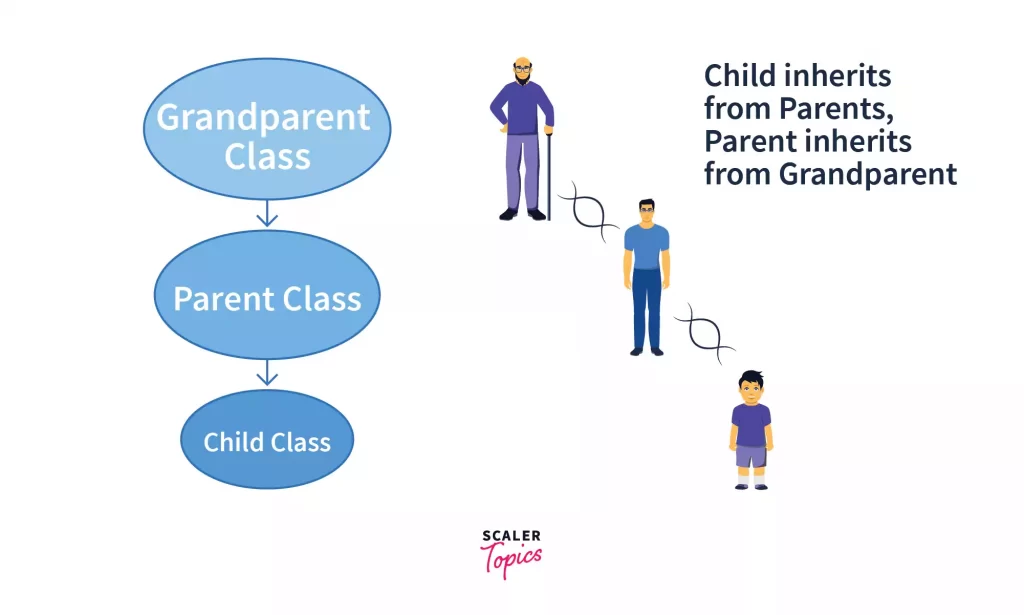 Grandparent
Class
Parent Class
Child Class
Child inherits
from Parents,
Parent inherits
from Grandparent
SCALER
Topics